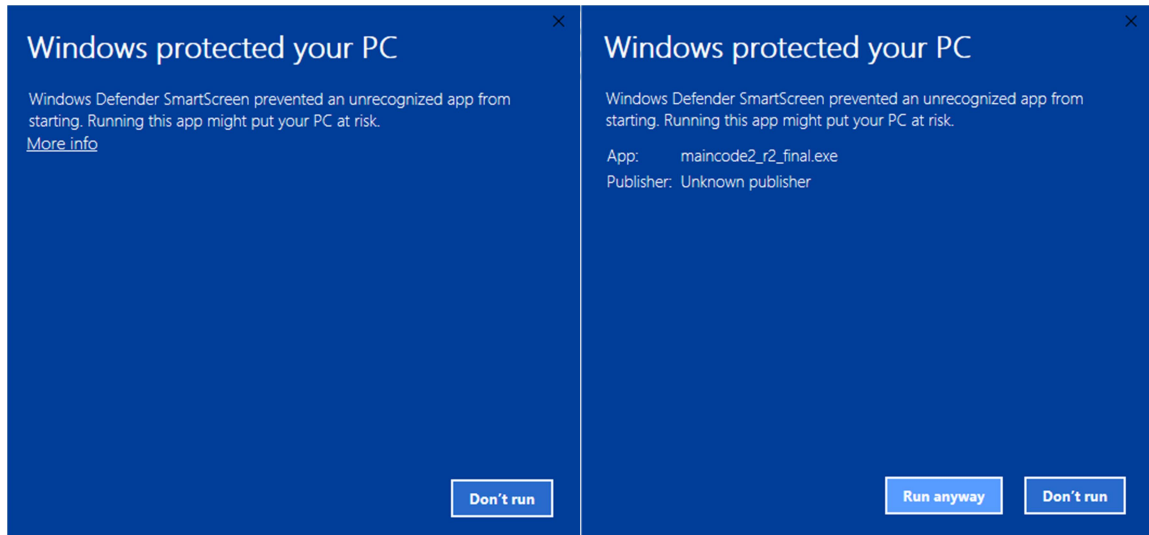 Windows protected your PC
Windows Defender SmartScreen prevented an unrecognized app from
starting. Running this app might put your PC at risk.
More info
Don't run
Windows protected your PC
Windows Defender SmartScreen prevented an unrecognized app from
starting. Running this app might put your PC at risk.
App: maincode2_r2_final.exe
Publisher: Unknown publisher
Run anyway Don't run